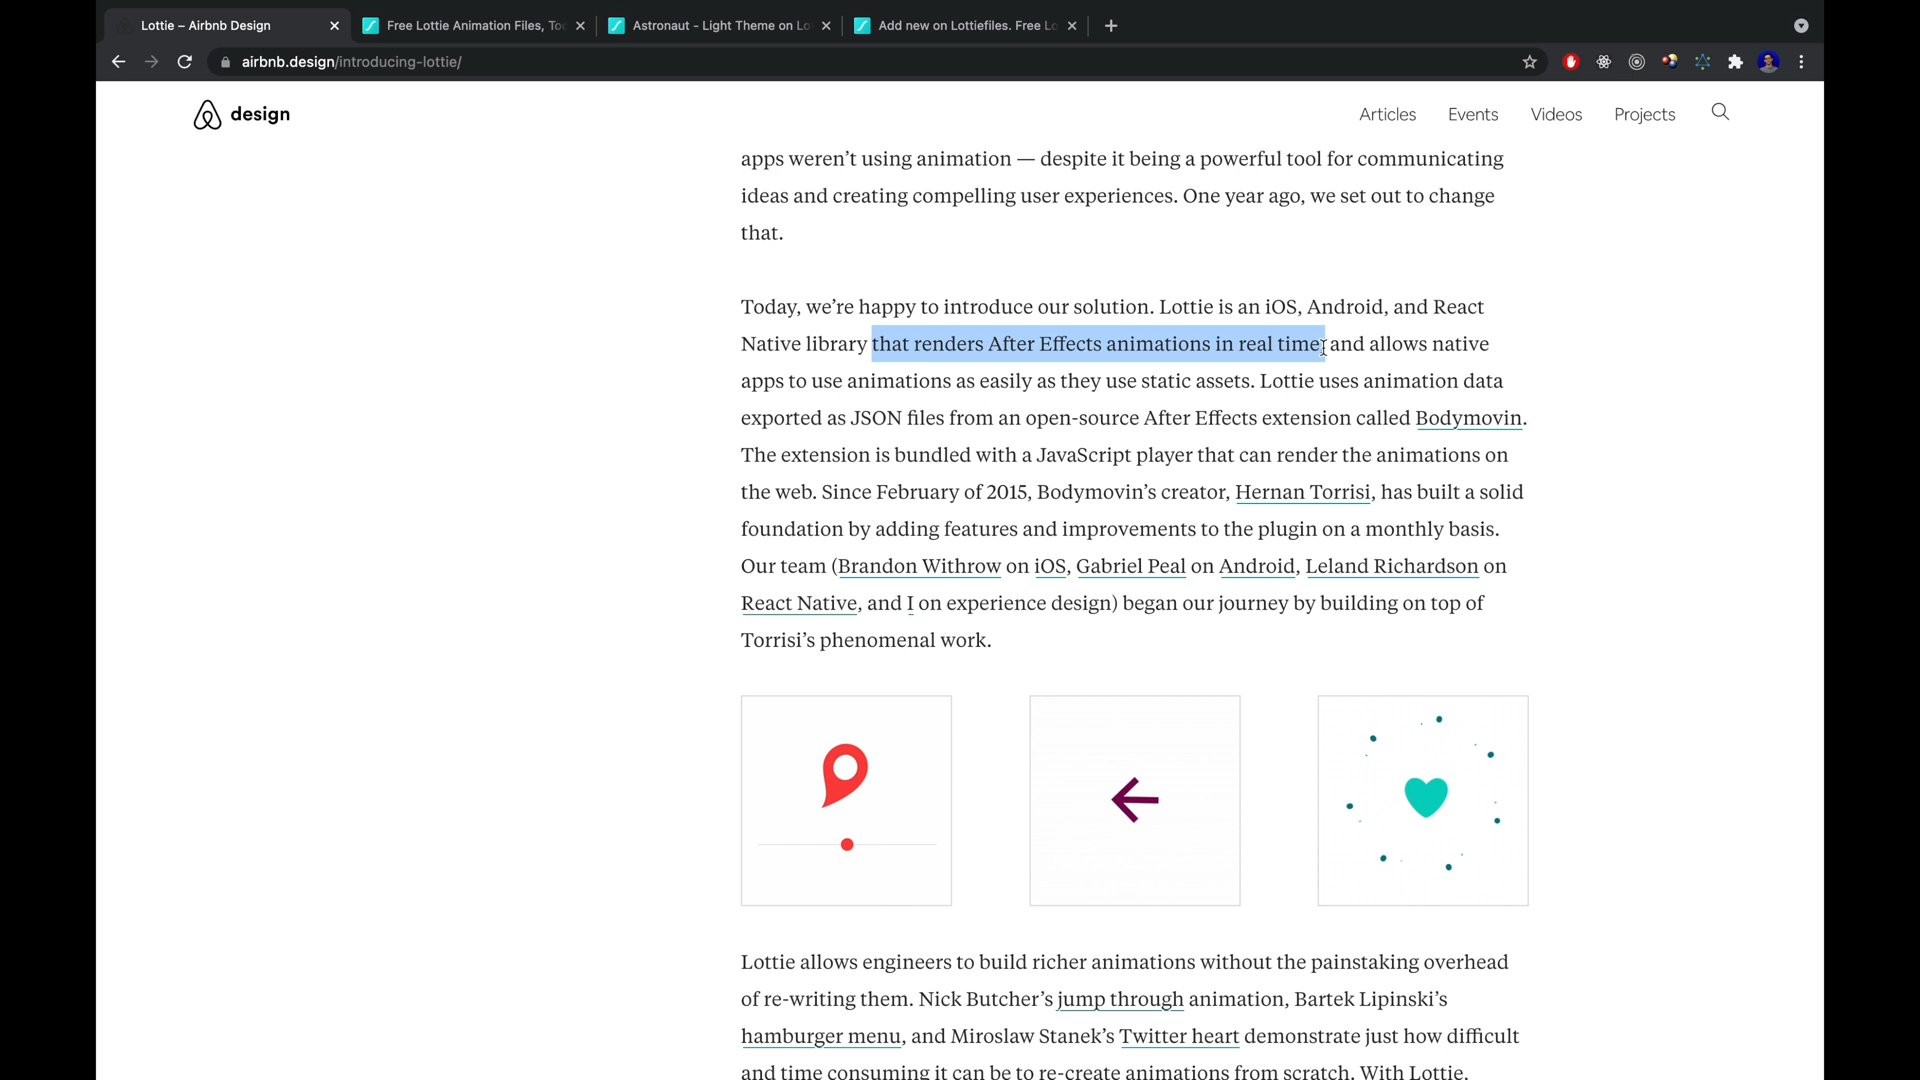 Lottie – Airbnb Design
Free Lottie Animation Files, Too
Astronaut - Light Theme on Lo
Add new on Lottiefiles. Free Lo
airbnb.design/introducing-lottie/
design
Articles
Events
Videos
Projects
apps weren’t using animation — despite it being a powerful tool for communicating
ideas and creating compelling user experiences. One year ago, we set out to change
that.
Today, we’re happy to introduce our solution. Lottie is an iOS, Android, and React
Native library that renders After Effects animations in real time, and allows native
apps to use animations as easily as they use static assets. Lottie uses animation data
exported as JSON files from an open-source After Effects extension called Bodymovin.
The extension is bundled with a JavaScript player that can render the animations on
the web. Since February of 2015, Bodymovin’s creator, Hernan Torrisi, has built a solid
foundation by adding features and improvements to the plugin on a monthly basis.
Our team (Brandon Withrow on iOS, Gabriel Peal on Android, Leland Richardson on
React Native, and I on experience design) began our journey by building on top of
Torrisi’s phenomenal work.
Lottie allows engineers to build richer animations without the painstaking overhead
of re-writing them. Nick Butcher’s jump through animation, Bartek Lipinski’s
hamburger menu, and Miroslaw Stanek’s Twitter heart demonstrate just how difficult
and time consuming it can be to re-create animations from scratch. With Lottie,